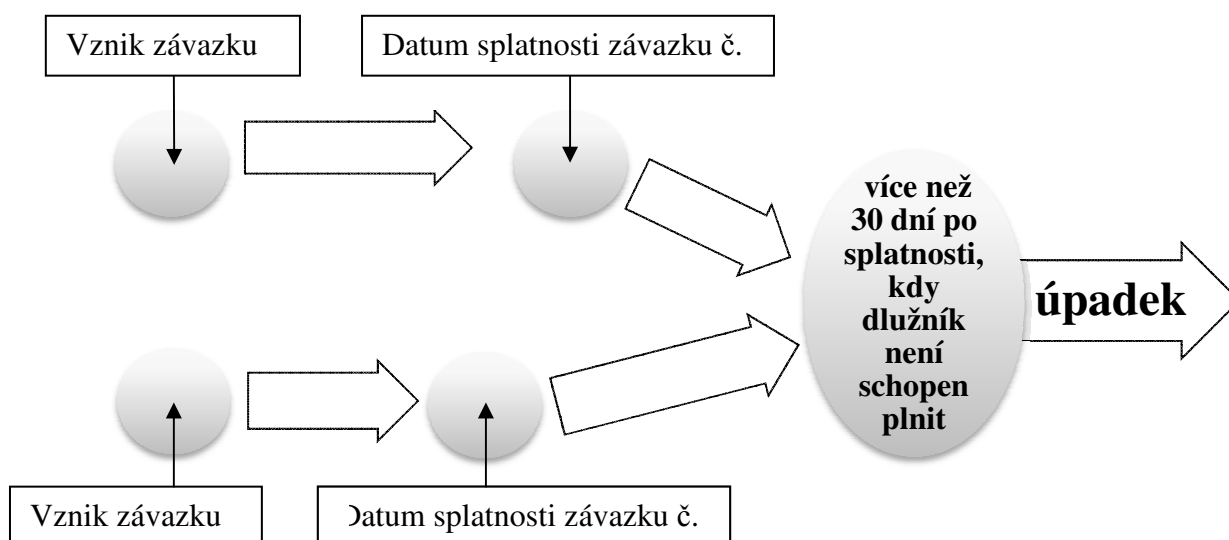 Vznik závazku
Datum splatnosti závazku č.
více než
30 dní po
splatnosti,
kdy
dlužník
není
schopen
plnit
úpadek
Vznik závazku
Datum splatnosti závazku č.